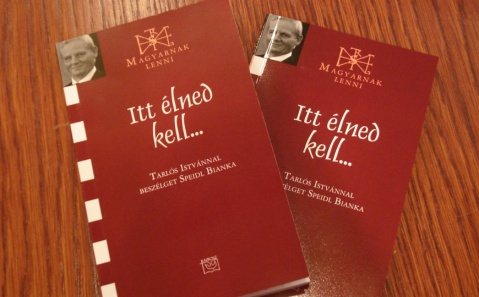 MAGYARNAK
LENNI
Itt élned
kell...
TARLÓS ISTVÁNNAL
BESZÉLGET SPEIDL BIANKA
MAGYARNAK
LENNI
Itt élned
kell...
TARLÓS ISTVÁNNAL
ZÉLGET SPEIDL BIANKA